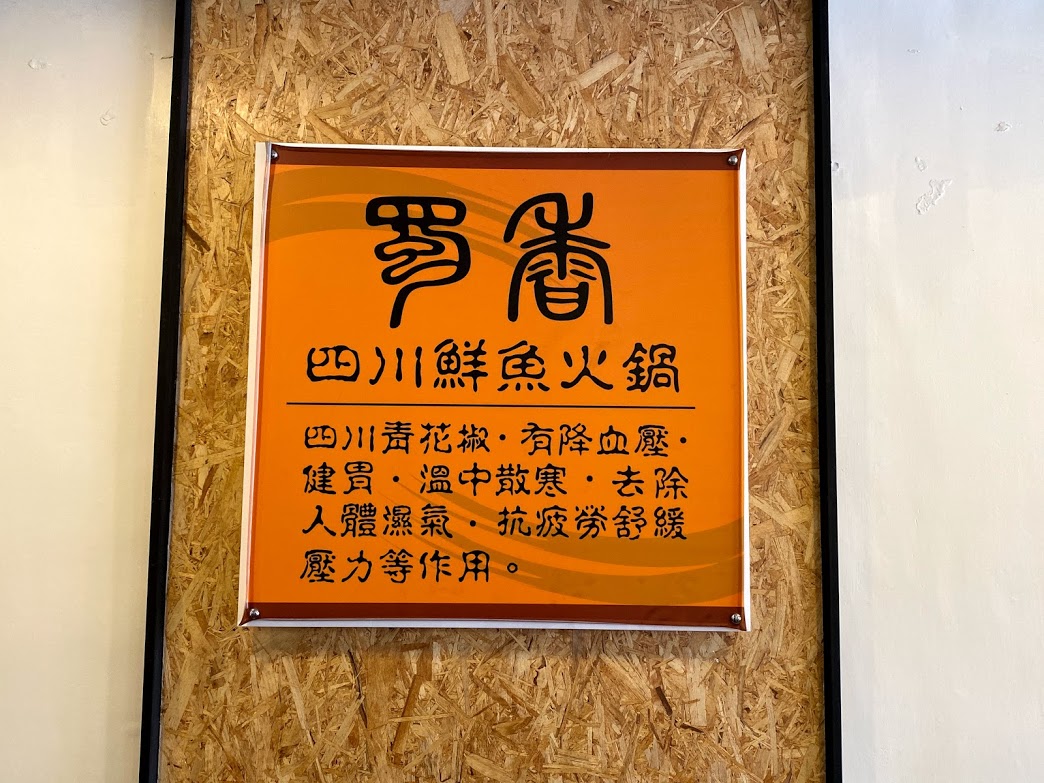 蜀香
四川鮮魚火鍋
四川青花椒·有降血壓·
健胃·溫中散寒·去除
人體濕氣·抗疲勞舒緩
壓力等作用。